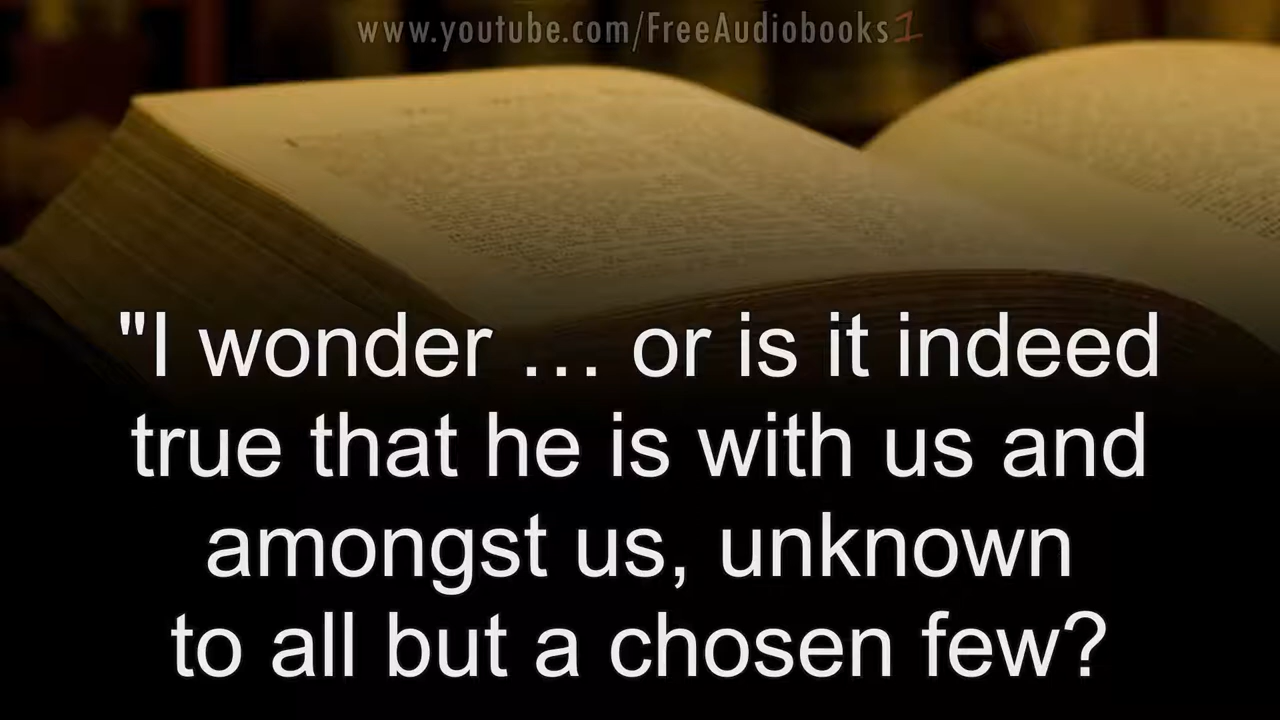 www.youtube.com/FreeAudiobooks1
"I wonder … or is it indeed
true that he is with us and
amongst us, unknown
to all but a chosen few?